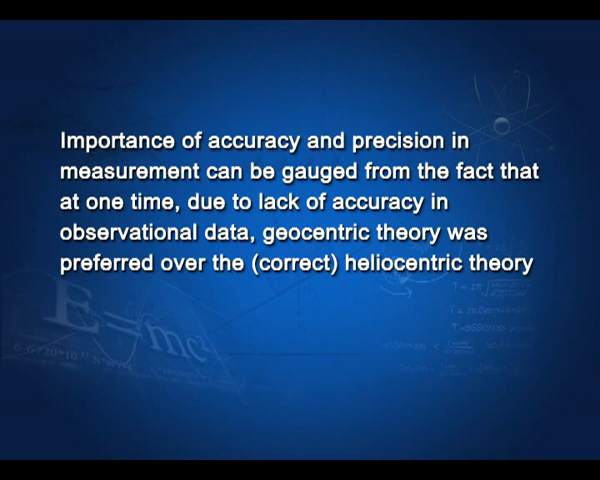 Importance of accuracy and precision in
measurement can be gauged from the fact that
at one time, due to lack of accuracy in
observational data, geocentric theory was
preferred over the (correct) heliocentric theory
E=mc²